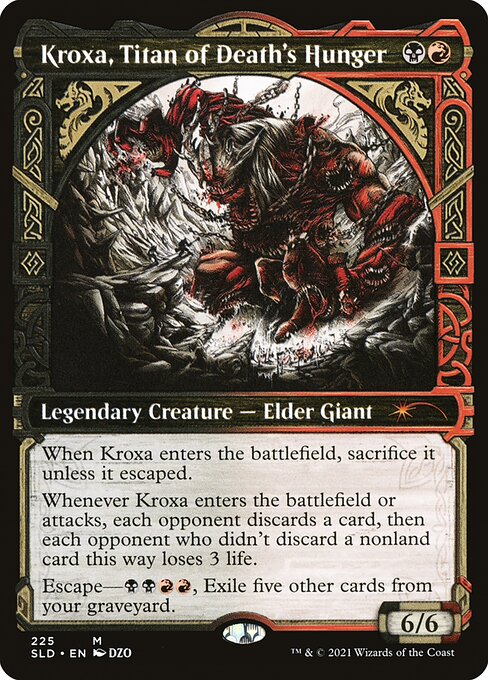 Kroxa, Titan of Death's Hunger
Legendary Creature — Elder Giant
When Kroxa enters the battlefield, sacrifice it
unless it escaped.
Whenever Kroxa enters the battlefield or
attacks, each opponent discards a card, then
each opponent who didn't discard a nonland
card this way loses 3 life.
Escape—, Exile five other cards from
your graveyard.
6/6
225 M
SLD • EN DZO
™ & © 2021 Wizards of the Coast